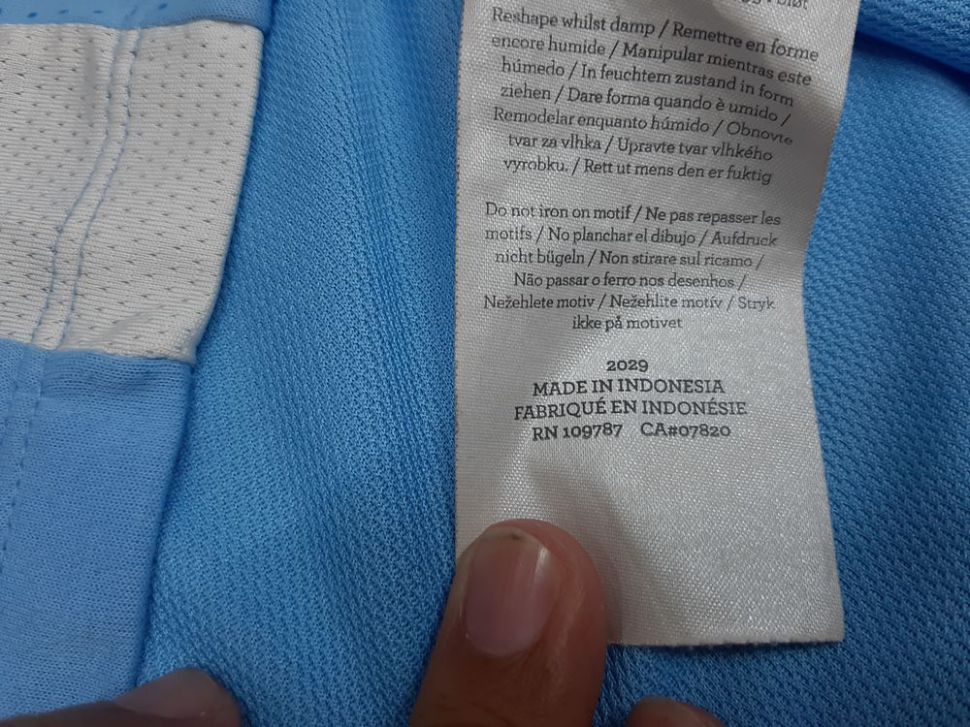 Reshape whilst damp / Remettre en forme
encore humide / Manipular mientras este
húmedo / In feuchtem zustand in form
ziehen / Dare forma quando è umido /
Remodelar enquanto húmido / Obnovte
tvar za vlhka / Upravte tvar vlhkého
vyrobku. / Rett ut mens den er fuktig
Do not iron on motif / Ne pas repasser les
motifs / No planchar el dibujo / Aufdruck
nicht bügeln / Non stirare sul ricamo /
Não passar o ferro nos desenhos /
Nežehlete motiv / Nežehlite motív / Stryk
ikke på motivet
2029
MADE IN INDONESIA
FABRIQUÉ EN INDONÉSIE
RN 109787 CA#07820